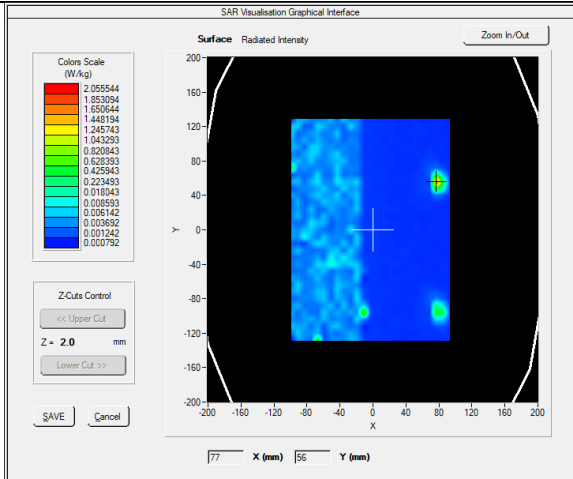 SAR Visualisation Graphical Interface
Surface Radiated Intensity
Zoom In/Out
Colors Scale
(W/kg)
2.055544
1.853094
1.650644
1.448194
1.245743
1.043293
0.820843
0.628393
0.425943
0.223493
0.018043
0.008593
0.006142
0.003692
0.001242
0.000792
Z-Cuts Control
<< Upper Cut
Z = 2.0 mm
Lower Cut >>
SAVE Cancel
200
160
120
80
40
0
-40
-80
-120
-160
-200
Y
-200 -160 -120 -80 -40 0 40 80 120 160 200
X
77 X (mm) 56 Y (mm)